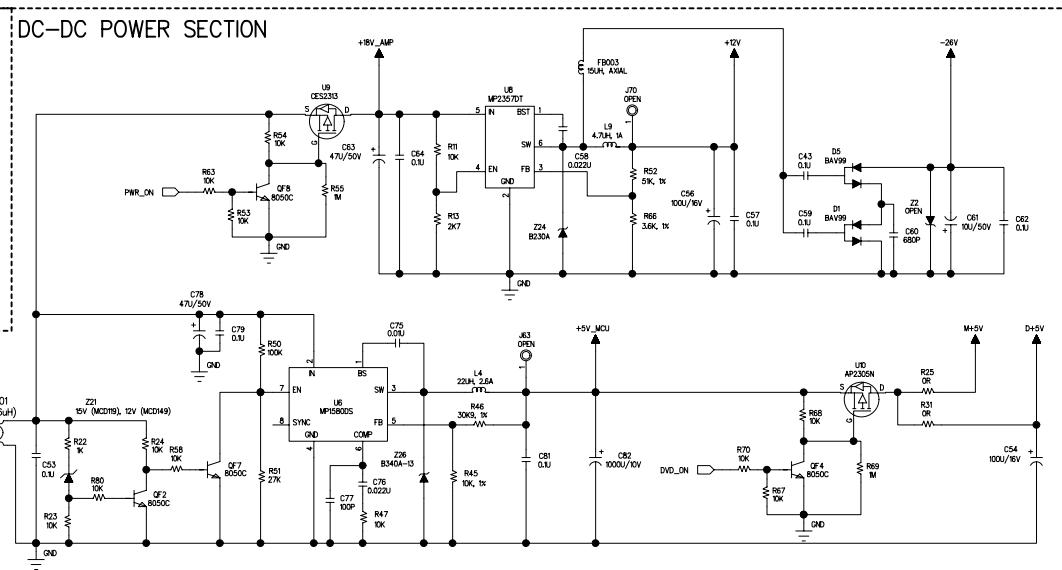 DC-DC POWER SECTION
+18V_AMP
+12V
-26V
FB003
15UH, AXIAL
U9
CES2313
S
D
G
U8
MP2357DT
5
IN
BST
1
SW
6
4
EN
FB
3
GND
2
J70
OPEN
1
L9
4.7UH, 1A
R54
10K
C63
47U/50V
C64
0.1U
R11
10K
C58
0.022U
R52
51K, 1%
C56
100U/16V
+
C57
0.1U
C43
0.1U
D5
BAV99
PWR_ON
R63
10K
QF8
8050C
R55
1M
R53
10K
GND
+
R13
2K7
Z24
B230A
R66
3.6K, 1%
C59
0.1U
D1
BAV99
C60
680P
Z2
OPEN
+
C61
10U/50V
C62
0.1U
GND
C78
47U/50V
+
C79
0.1U
GND
R50
100K
C75
0.01U
J63
OPEN
1
+5V_MCU
M+5V
D+5V
2
IN
1
BS
7
EN
U6
MP1580DS
SW
3
8
SYNC
FB
5
GND
4
COMP
6
L4
22UH, 2.6A
R46
30K9, 1%
U10
AP2305N
S
D
G
R25
0R
R31
0R
01
6uH)
Z21
15V (MCD119), 12V (MCD149)
C53
0.1U
R22
1K
R24
10K
R58
10K
QF7
8050C
R51
27K
R80
10K
QF2
8050C
R23
10K
GND
Z26
B340A-13
C77
100P
C76
0.022U
R47
10K
R45
10K, 1%
C81
0.1U
+
C82
1000U/10V
R68
10K
DVD_ON
R70
10K
QF4
8050C
R69
1M
R67
10K
GND
C54
100U/16V
+